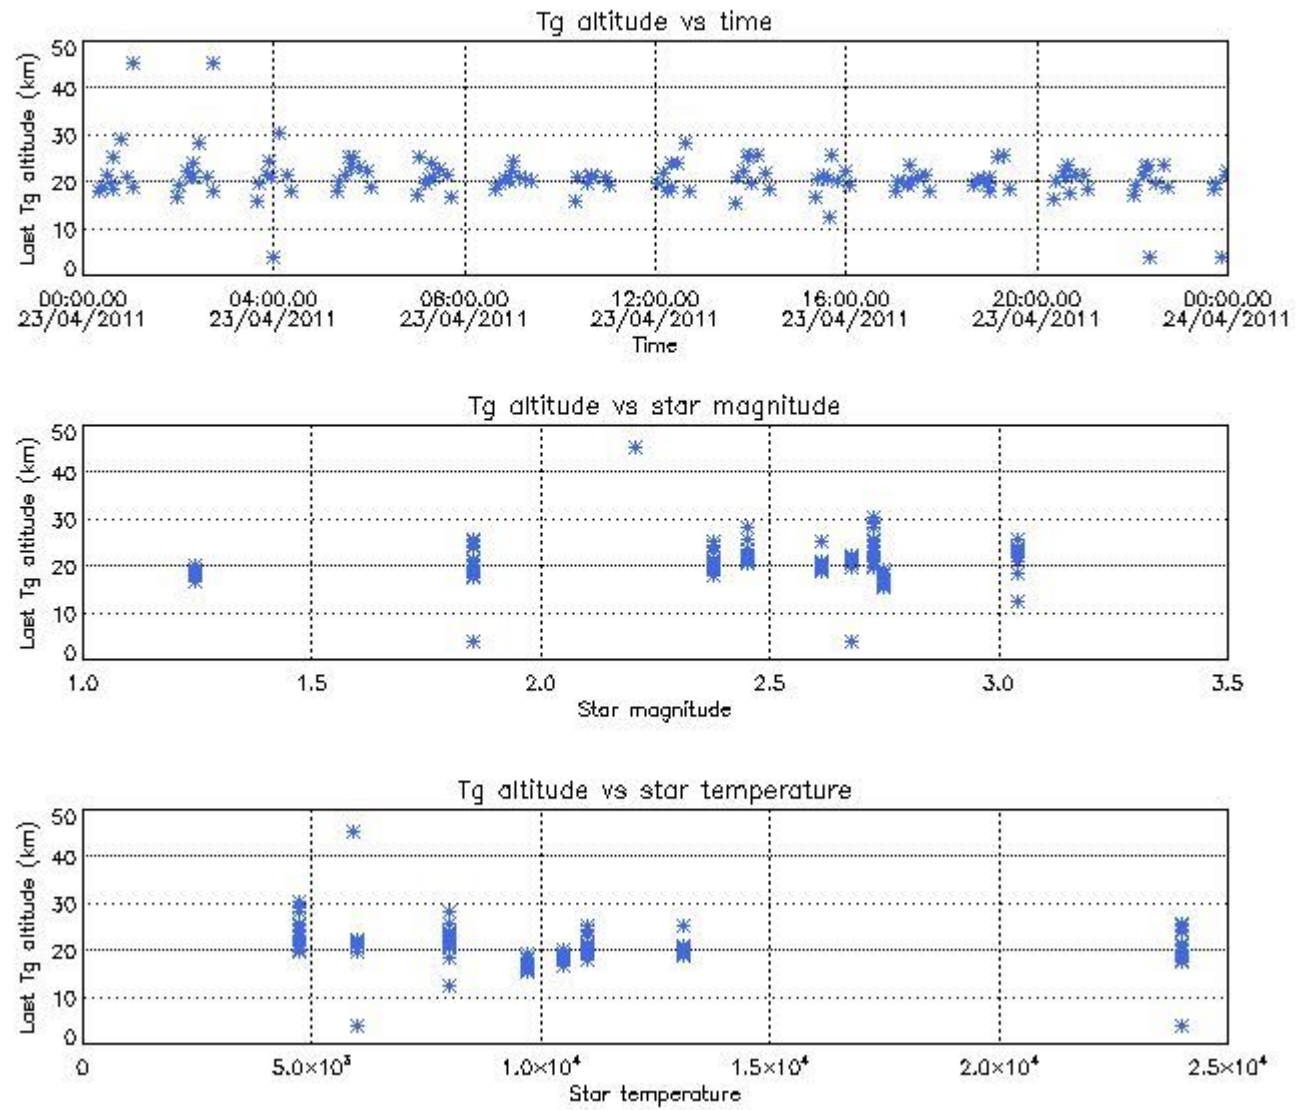 Tg altitude vs time
Last Tg altitude (km)
50
40
30
20
10
0
00:00.00 04:00.00 08:00.00 12:00.00 16:00.00 20:00.00 00:00.00
23/04/2011 23/04/2011 23/04/2011 23/04/2011 23/04/2011 23/04/2011 24/04/2011
Time
Tg altitude vs star magnitude
Last Tg altitude (km)
50
40
30
20
10
0
1.0 1.5 2.0 2.5 3.0 3.5
Star magnitude
Tg altitude vs star temperature
Last Tg altitude (km)
50
40
30
20
10
0
0 5.0×10³ 1.0×10⁴ 1.5×10⁴ 2.0×10⁴ 2.5×10⁴
Star temperature